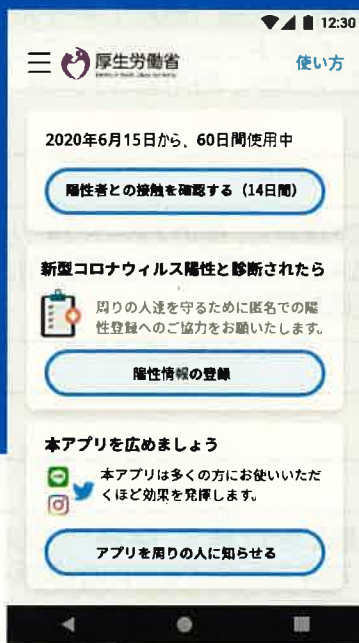 12:30
厚生労働省
使い方
2020年6月15日から、60日間使用中
陽性者との接触を確認する（14日間）
新型コロナウィルス陽性と診断されたら
周りの人達を守るために匿名での陽
性登録へのご協力をお願いたします。
陽性情報の登録
本アプリを広めましょう
本アプリは多くの方にお使いいただ
くほど効果を発揮します。
アプリを周りの人に知らせる